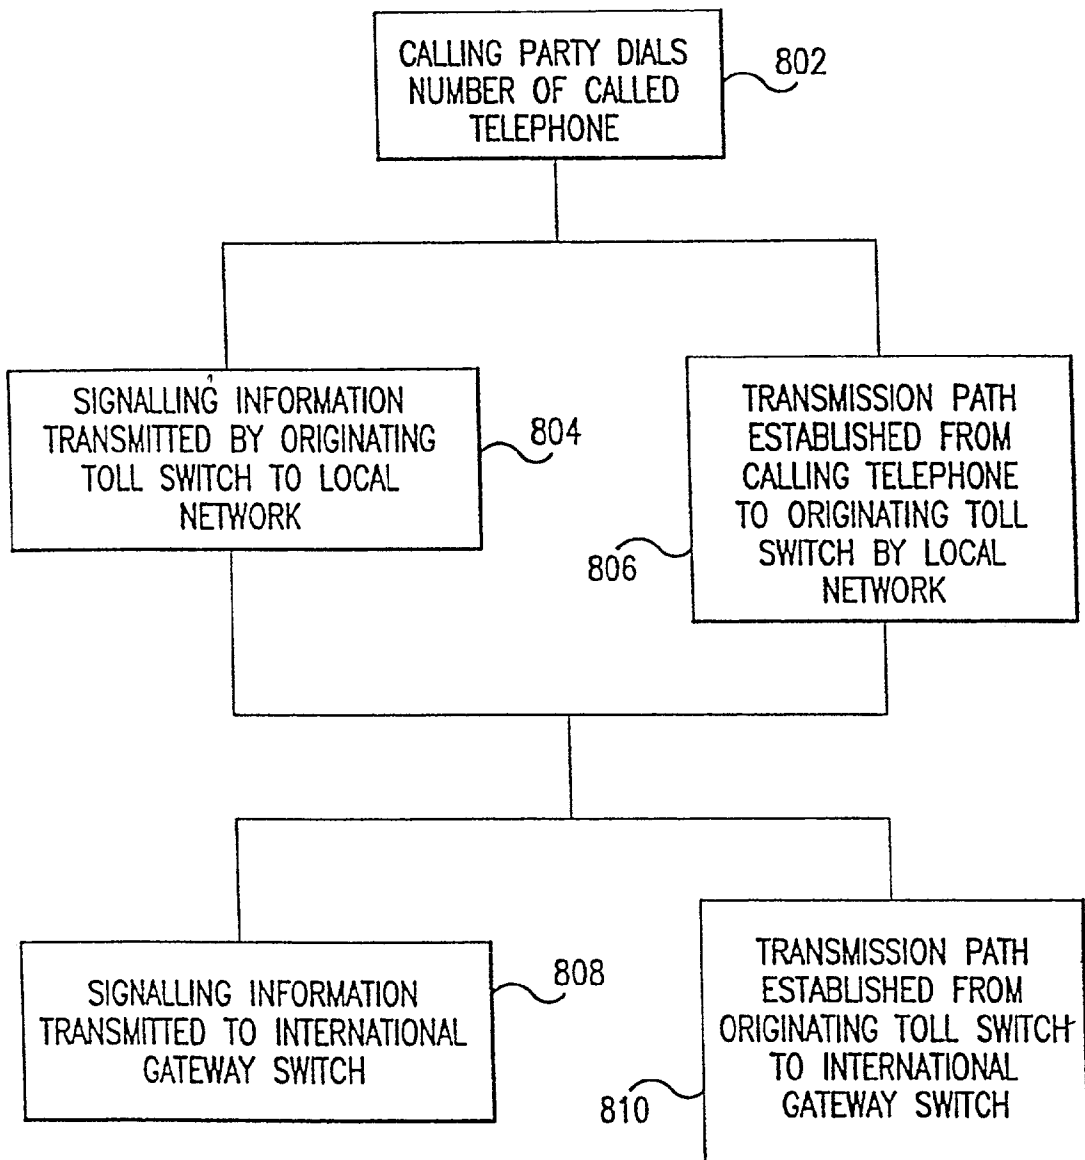 CALLING PARTY DIALS
NUMBER OF CALLED
TELEPHONE
802
SIGNALLING INFORMATION
TRANSMITTED BY ORIGINATING
TOLL SWITCH TO LOCAL
NETWORK
804
TRANSMISSION PATH
ESTABLISHED FROM
CALLING TELEPHONE
TO ORIGINATING TOLL
SWITCH BY LOCAL
NETWORK
806
SIGNALLING INFORMATION
TRANSMITTED TO INTERNATIONAL
GATEWAY SWITCH
808
TRANSMISSION PATH
ESTABLISHED FROM
ORIGINATING TOLL SWITCH
TO INTERNATIONAL
GATEWAY SWITCH
810